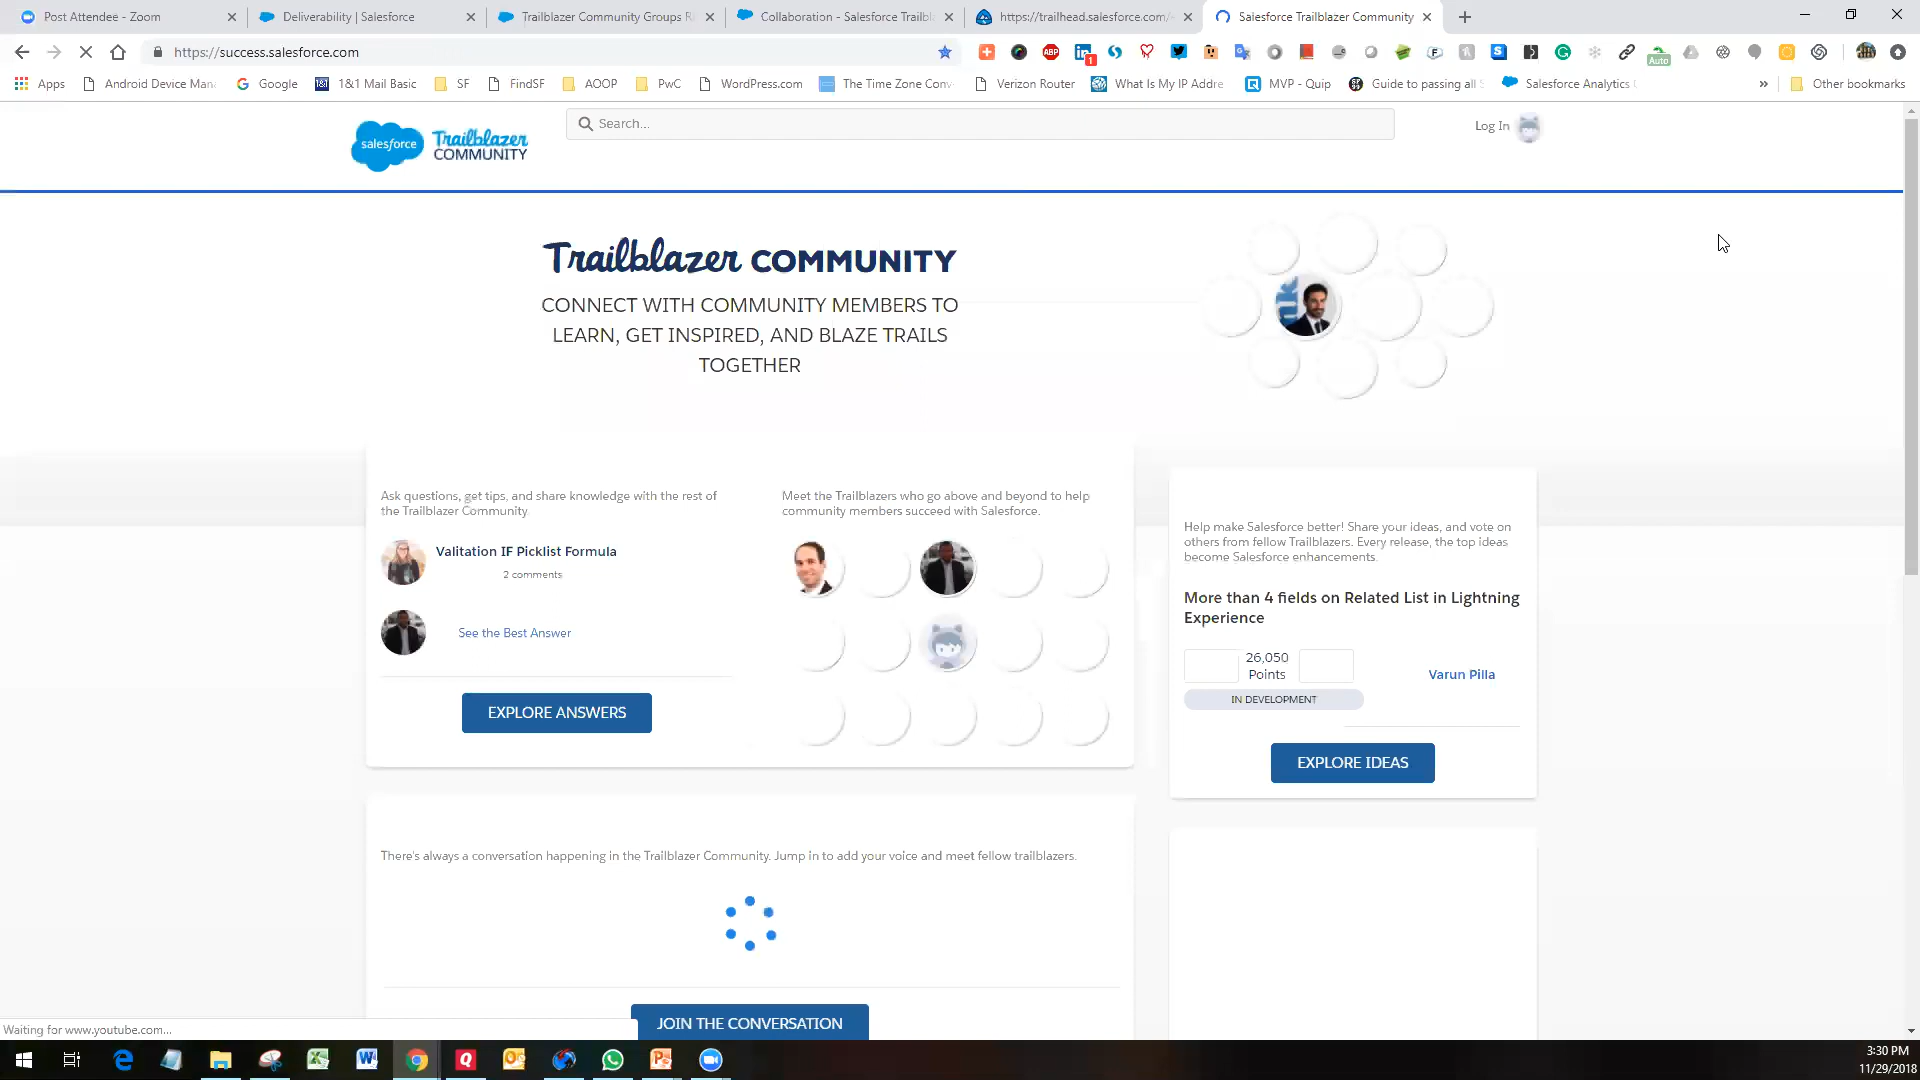 Post Attendee - Zoom
Deliverability | Salesforce
Trailblazer Community Groups R
Collaboration - Salesforce Trailbl
https://trailhead.salesforce.com/
Salesforce Trailblazer Community
https://success.salesforce.com
Apps
Android Device Man
Google
1&1 Mail Basic
SF
FindSF
AOOP
PwC
WordPress.com
The Time Zone Conv
Verizon Router
What Is My IP Addre
MVP - Quip
Guide to passing all
Salesforce Analytics
Other bookmarks
ABP
1
Auto
salesforce
Trailblazer
COMMUNITY
Search...
Log In
Trailblazer COMMUNITY
CONNECT WITH COMMUNITY MEMBERS TO
LEARN, GET INSPIRED, AND BLAZE TRAILS
TOGETHER
Ask questions, get tips, and share knowledge with the rest of
the Trailblazer Community.
Valitation IF Picklist Formula
2 comments
See the Best Answer
EXPLORE ANSWERS
Meet the Trailblazers who go above and beyond to help
community members succeed with Salesforce.
Help make Salesforce better! Share your ideas, and vote on
others from fellow Trailblazers. Every release, the top ideas
become Salesforce enhancements.
More than 4 fields on Related List in Lightning
Experience
26,050
Points
Varun Pilla
IN DEVELOPMENT
EXPLORE IDEAS
There's always a conversation happening in the Trailblazer Community. Jump in to add your voice and meet fellow trailblazers.
JOIN THE CONVERSATION
Waiting for www.youtube.com...
3:30 PM
11/29/2018